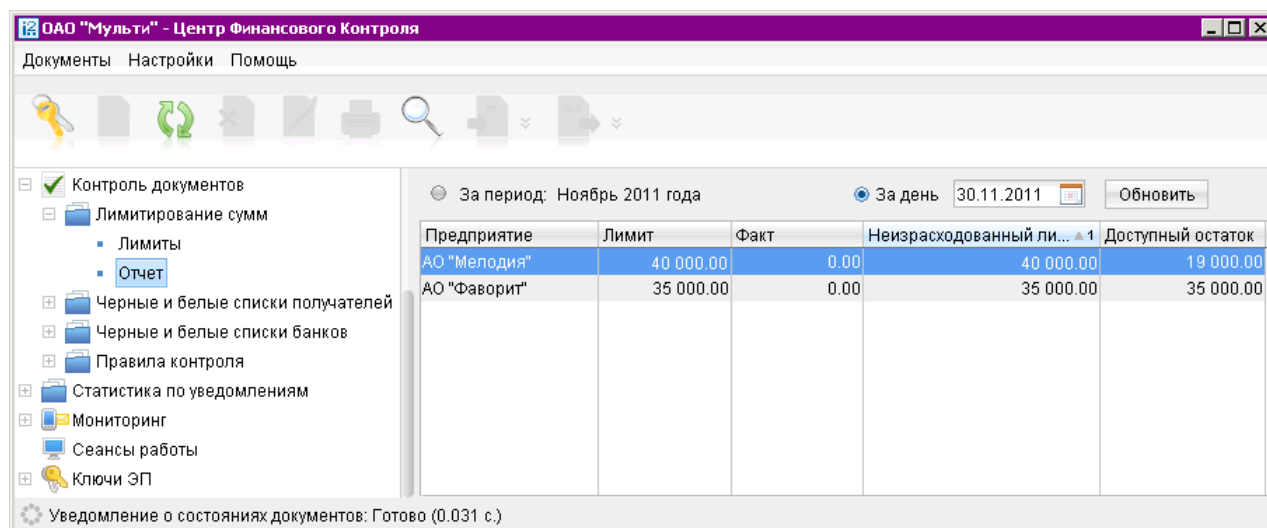 ОАО "Мульти" - Центр Финансового Контроля
Документы Настройки Помощь
in out
Контроль документов
Лимитирование сумм
Лимиты
Отчет
Черные и белые списки получателей
Черные и белые списки банков
Правила контроля
Статистика по уведомлениям
Мониторинг
Сеансы работы
Ключи ЭП
За период: Ноябрь 2011 года За день 30.11.2011 Обновить
Предприятие Лимит Факт Неизрасходованный ли... 1 Доступный остаток
АО "Мелодия" 40 000.00 0.00 40 000.00 19 000.00
АО "Фаворит" 35 000.00 0.00 35 000.00 35 000.00
Уведомление о состояниях документов: Готово (0.031 с.)